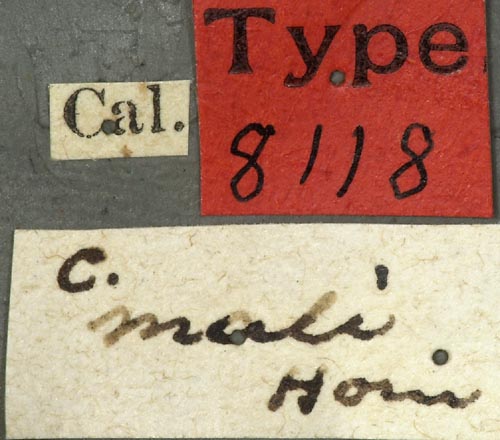 Cal.
Type
8118
C.
mali
Horn